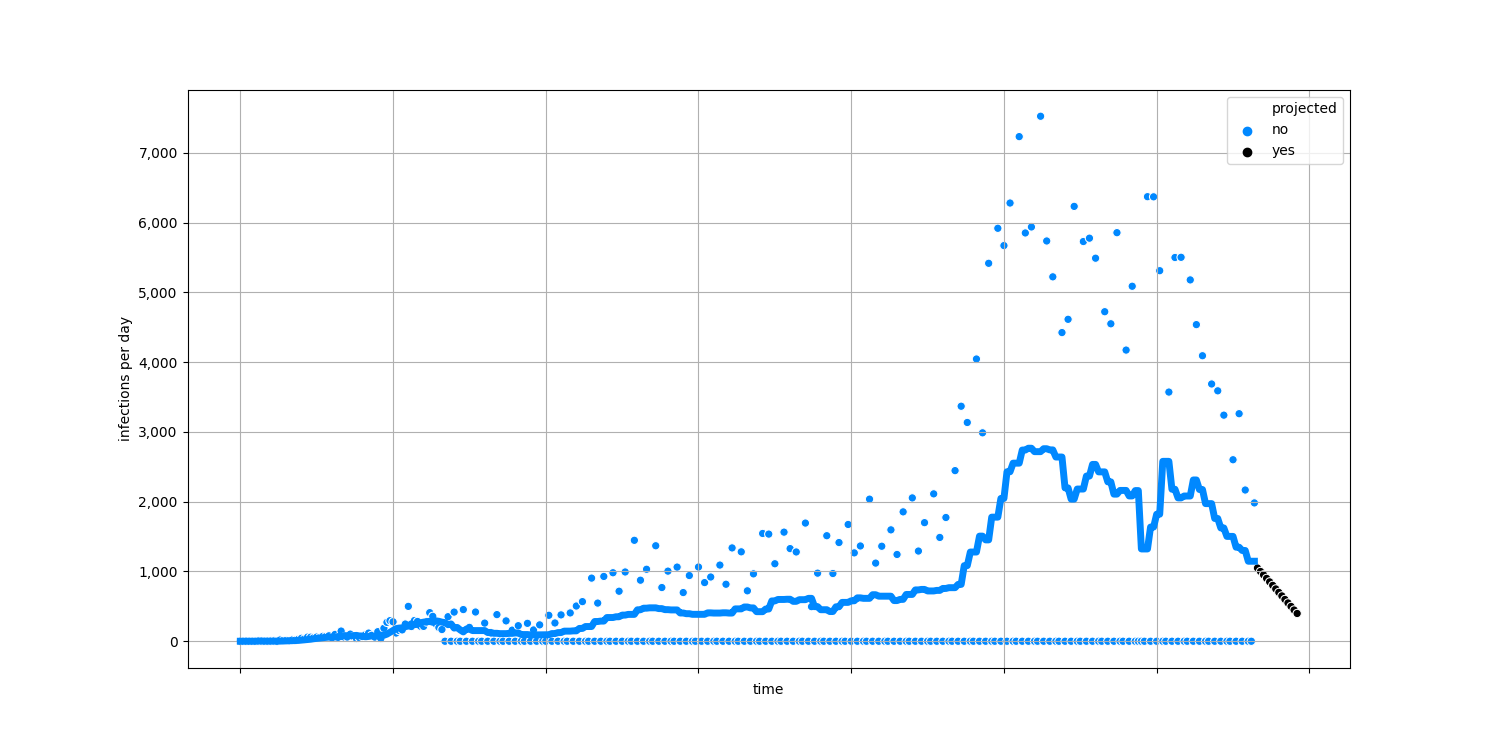 projected
no
yes
7,000
6,000
5,000
4,000
3,000
2,000
1,000
0
infections per day
time